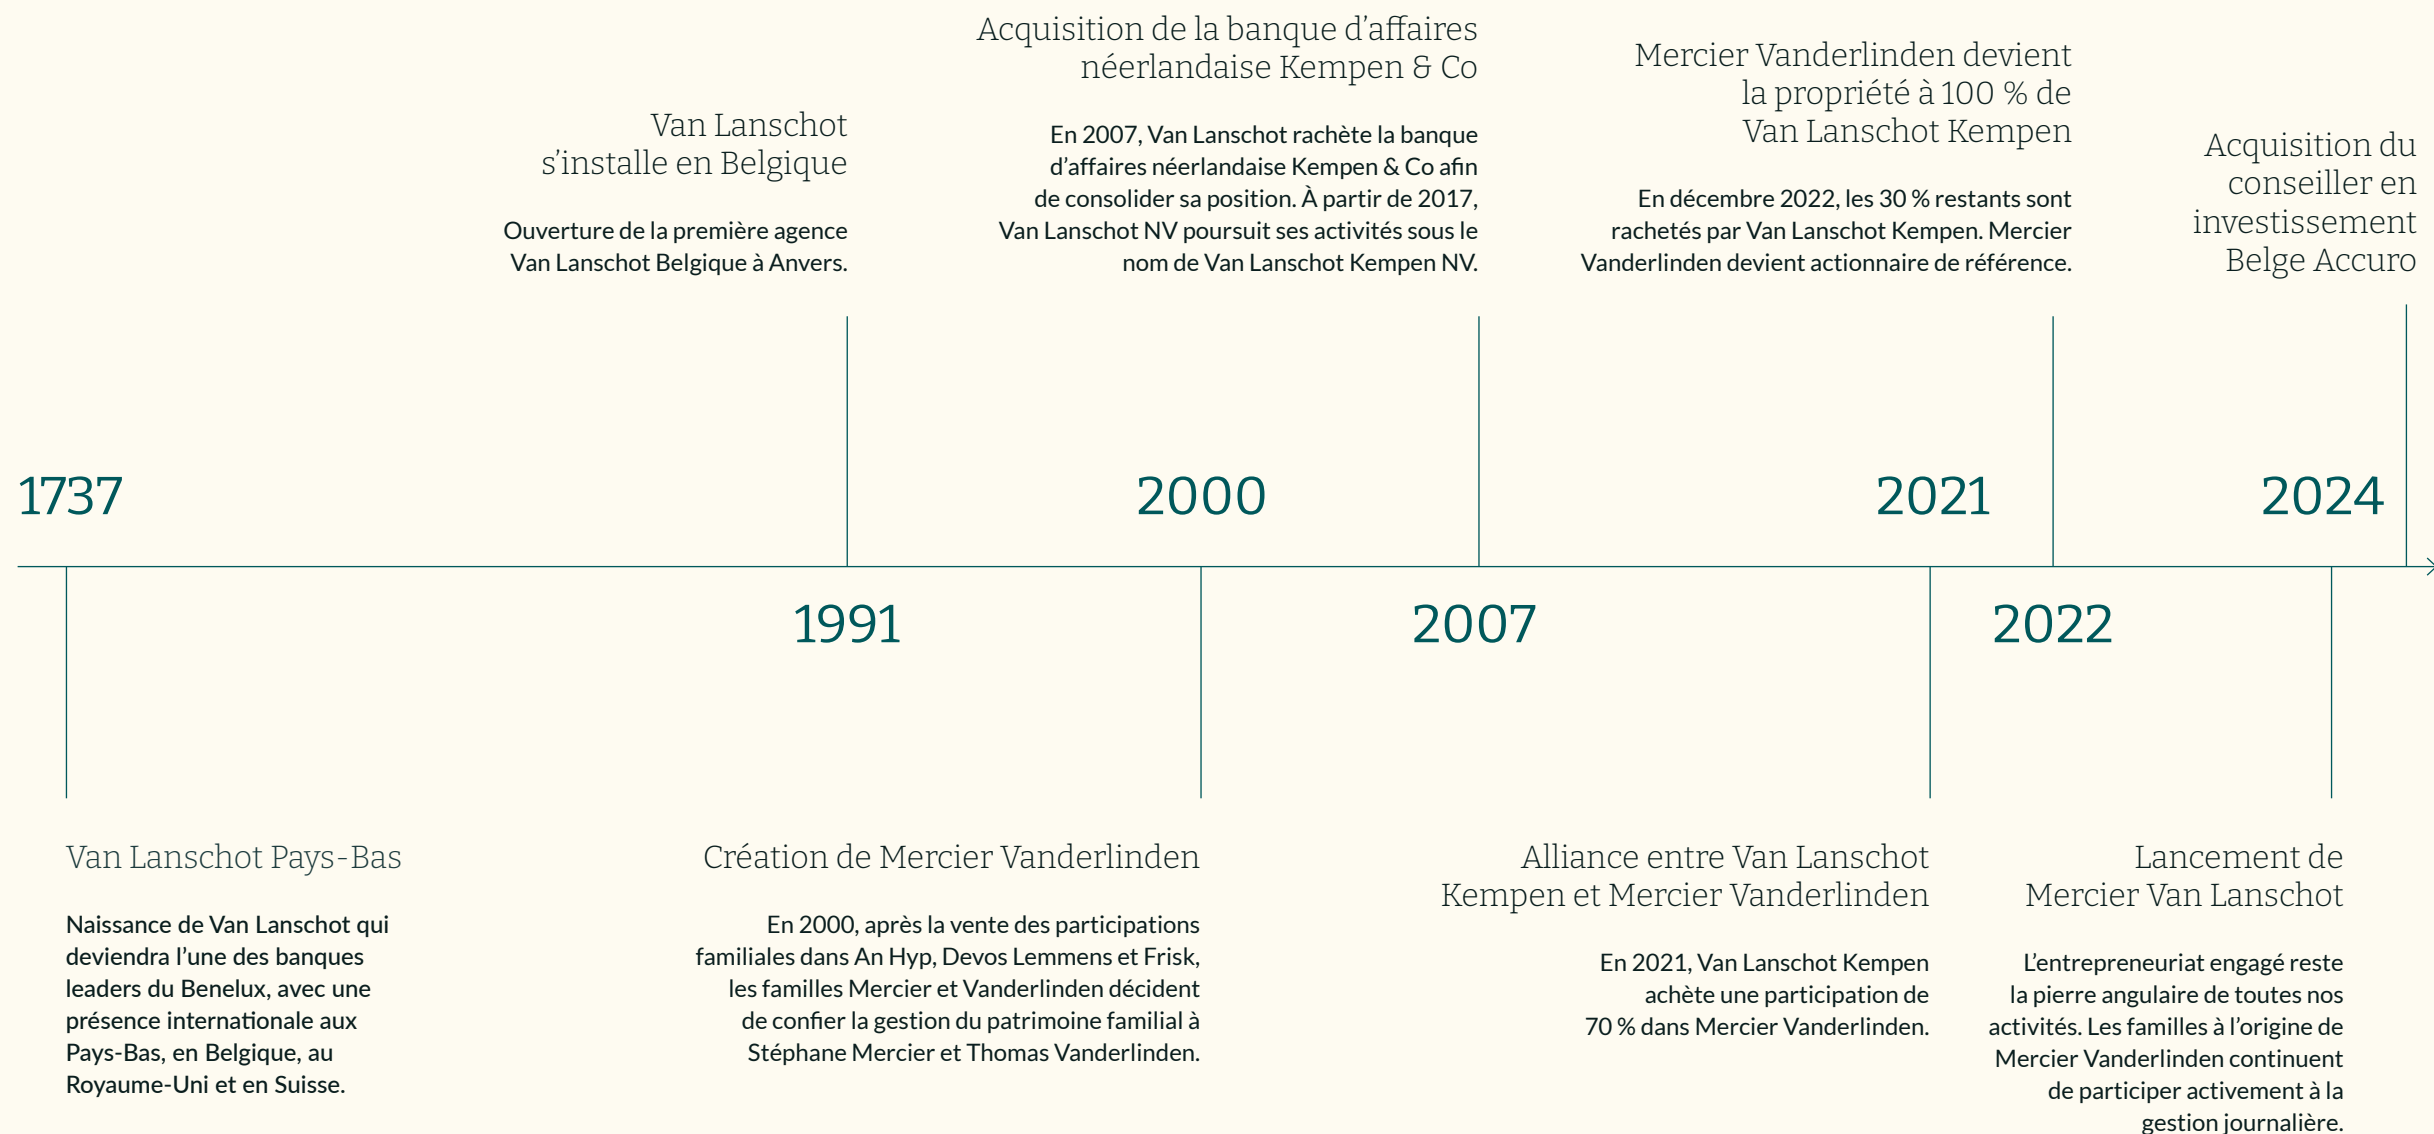 1737
Van Lanschot Pays-Bas
Naissance de Van Lanschot qui
deviendra l’une des banques
leaders du Benelux, avec une
présence internationale aux
Pays-Bas, en Belgique, au
Royaume-Uni et en Suisse.
Van Lanschot
s’installe en Belgique
Ouverture de la première agence
Van Lanschot Belgique à Anvers.
1991
2000
Création de Mercier Vanderlinden
En 2000, après la vente des participations
familiales dans An Hyp, Devos Lemmens et Frisk,
les familles Mercier et Vanderlinden décident
de confier la gestion du patrimoine familial à
Stéphane Mercier et Thomas Vanderlinden.
Acquisition de la banque d’affaires
néerlandaise Kempen & Co
En 2007, Van Lanschot rachète la banque
d’affaires néerlandaise Kempen & Co afin
de consolider sa position. À partir de 2017,
Van Lanschot NV poursuit ses activités sous le
nom de Van Lanschot Kempen NV.
2007
2021
Alliance entre Van Lanschot
Kempen et Mercier Vanderlinden
En 2021, Van Lanschot Kempen
achète une participation de
70 % dans Mercier Vanderlinden.
Mercier Vanderlinden devient
la propriété à 100 % de
Van Lanschot Kempen
En décembre 2022, les 30 % restants sont
rachetés par Van Lanschot Kempen. Mercier
Vanderlinden devient actionnaire de référence.
2022
2024
Lancement de
Mercier Van Lanschot
L’entrepreneuriat engagé reste
la pierre angulaire de toutes nos
activités. Les familles à l’origine de
Mercier Vanderlinden continuent
de participer activement à la
gestion journalière.
Acquisition du
conseiller en
investissement
Belge Accuro